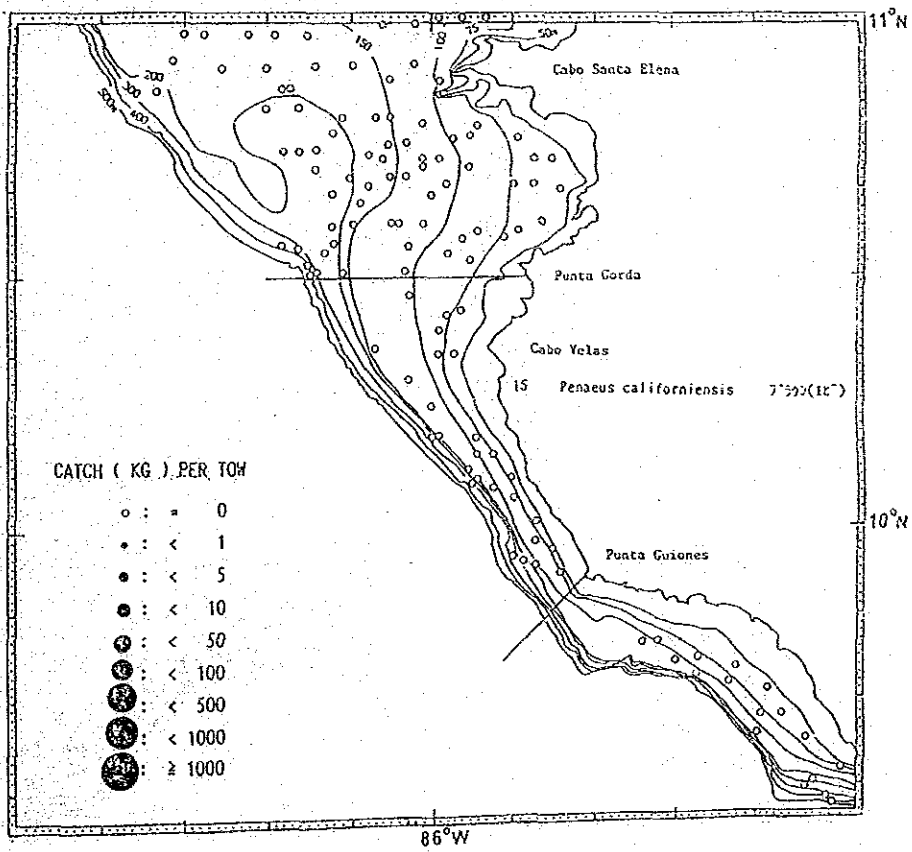 11°N
150
100
75
50m
Cabo Santa Elena
200
300
400
500m
Punta Gorda
Cabo Velas
15 Penaeus californiensis
CATCH ( KG ) PER TOW
○ : = 0
● : < 1
● : < 5
● : < 10
● : < 50
● : < 100
● : < 500
● : < 1000
● : ≥ 1000
10°N
Punta Guiones
86°W